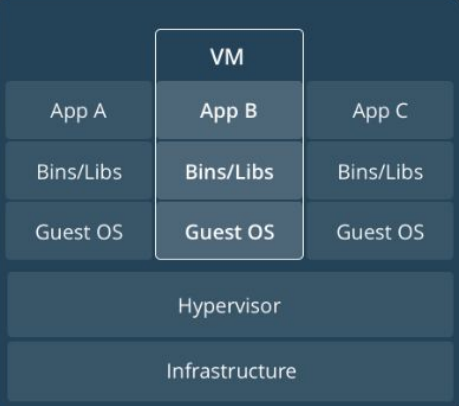 VM
App A App B App C
Bins/Libs Bins/Libs Bins/Libs
Guest OS Guest OS Guest OS
Hypervisor
Infrastructure